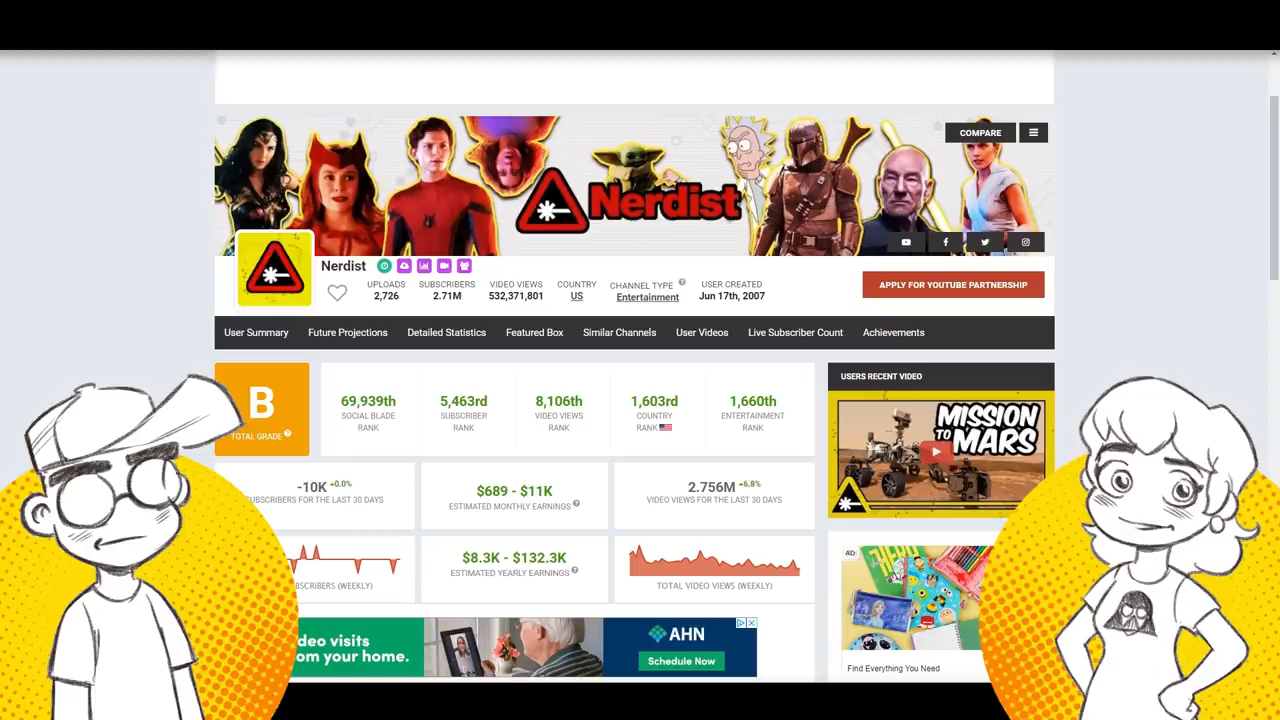 COMPARE
Nerdist
Nerdist
UPLOADS
2,726
SUBSCRIBERS
2.71M
VIDEO VIEWS
532,371,801
COUNTRY
US
CHANNEL TYPE
Entertainment
USER CREATED
Jun 17th, 2007
APPLY FOR YOUTUBE PARTNERSHIP
User Summary Future Projections Detailed Statistics Featured Box Similar Channels User Videos Live Subscriber Count Achievements
B
TOTAL GRADE
69,939th
SOCIAL BLADE
RANK
5,463rd
SUBSCRIBER
RANK
8,106th
VIDEO VIEWS
RANK
1,603rd
COUNTRY
RANK
1,660th
ENTERTAINMENT
RANK
USERS RECENT VIDEO
MISSION
TO MARS
-10K +0.0%
SUBSCRIBERS FOR THE LAST 30 DAYS
$689 - $11K
ESTIMATED MONTHLY EARNINGS
2.756M +6.8%
VIDEO VIEWS FOR THE LAST 30 DAYS
(WEEKLY)
$8.3K - $132.3K
ESTIMATED YEARLY EARNINGS
TOTAL VIDEO VIEWS (WEEKLY)
AD
Find Everything You Need
deo visits
om your home.
AHN
Schedule Now